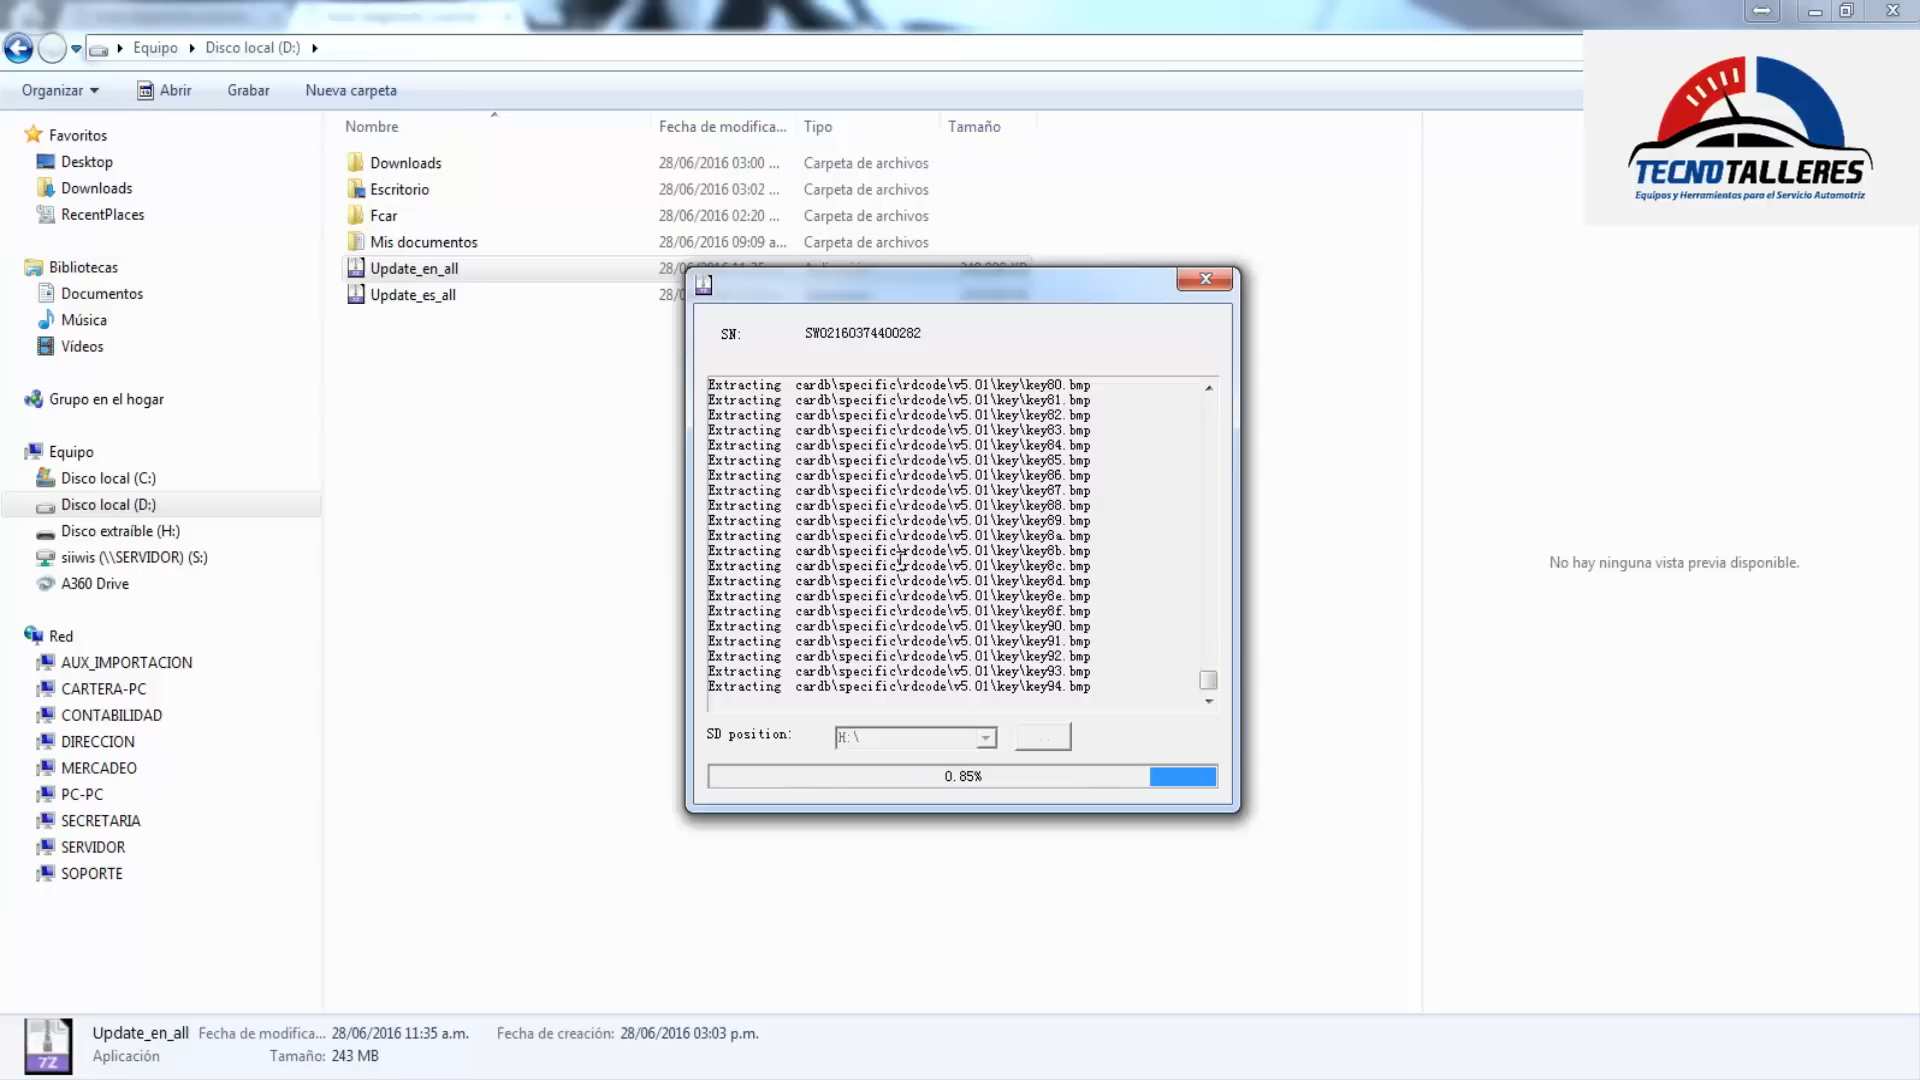 Equipo
Disco local (D:)
Organizar
Abrir
Grabar
Nueva carpeta
TECNOTALLERES
Equipos y Herramientas para el Servicio Automotriz
Nombre
Fecha de modifica...
Tipo
Tamaño
Favoritos
Desktop
Downloads
RecentPlaces
Bibliotecas
Documentos
Música
Vídeos
Grupo en el hogar
Equipo
Disco local (C:)
Disco local (D:)
Disco extraíble (H:)
siiwis (\\SERVIDOR) (S:)
A360 Drive
Red
AUX_IMPORTACION
CARTERA-PC
CONTABILIDAD
DIRECCION
MERCADEO
PC-PC
SECRETARIA
SERVIDOR
SOPORTE
Downloads 28/06/2016 03:00 ... Carpeta de archivos
Escritorio 28/06/2016 03:02 ... Carpeta de archivos
Fcar 28/06/2016 02:20 ... Carpeta de archivos
Mis documentos 28/06/2016 09:09 a... Carpeta de archivos
Update_en_all
Update_es_all
SN: SW02160374400282
Extracting cardb\specific\rdcode\v5.01\key\key80.bmp
Extracting cardb\specific\rdcode\v5.01\key\key81.bmp
Extracting cardb\specific\rdcode\v5.01\key\key82.bmp
Extracting cardb\specific\rdcode\v5.01\key\key83.bmp
Extracting cardb\specific\rdcode\v5.01\key\key84.bmp
Extracting cardb\specific\rdcode\v5.01\key\key85.bmp
Extracting cardb\specific\rdcode\v5.01\key\key86.bmp
Extracting cardb\specific\rdcode\v5.01\key\key87.bmp
Extracting cardb\specific\rdcode\v5.01\key\key88.bmp
Extracting cardb\specific\rdcode\v5.01\key\key89.bmp
Extracting cardb\specific\rdcode\v5.01\key\key8a.bmp
Extracting cardb\specific\rdcode\v5.01\key\key8b.bmp
Extracting cardb\specific\rdcode\v5.01\key\key8c.bmp
Extracting cardb\specific\rdcode\v5.01\key\key8d.bmp
Extracting cardb\specific\rdcode\v5.01\key\key8e.bmp
Extracting cardb\specific\rdcode\v5.01\key\key8f.bmp
Extracting cardb\specific\rdcode\v5.01\key\key90.bmp
Extracting cardb\specific\rdcode\v5.01\key\key91.bmp
Extracting cardb\specific\rdcode\v5.01\key\key92.bmp
Extracting cardb\specific\rdcode\v5.01\key\key93.bmp
Extracting cardb\specific\rdcode\v5.01\key\key94.bmp
SD position: H:\
0.85%
No hay ninguna vista previa disponible.
7Z
Update_en_all Fecha de modifica... 28/06/2016 11:35 a.m. Fecha de creación: 28/06/2016 03:03 p.m.
Aplicación Tamaño: 243 MB